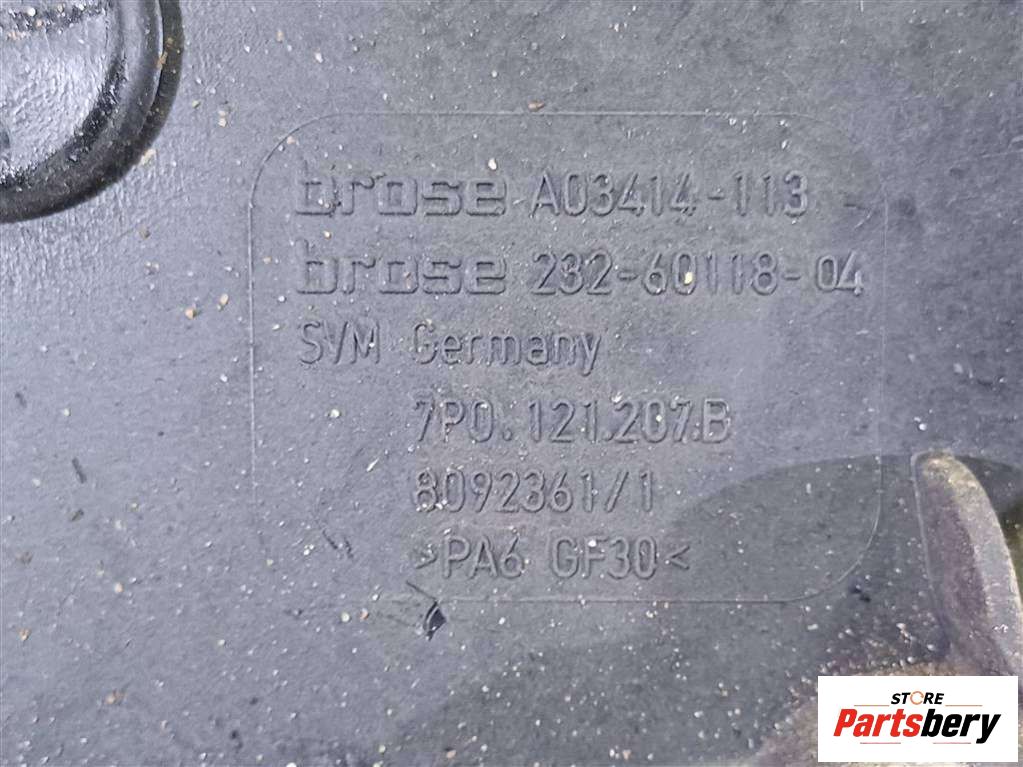 brose A03414-113
brose 232-60118-04
SVM Germany
7P0.121.207.B
8092361/1
>PA6 GF30<
STORE
Partsbery